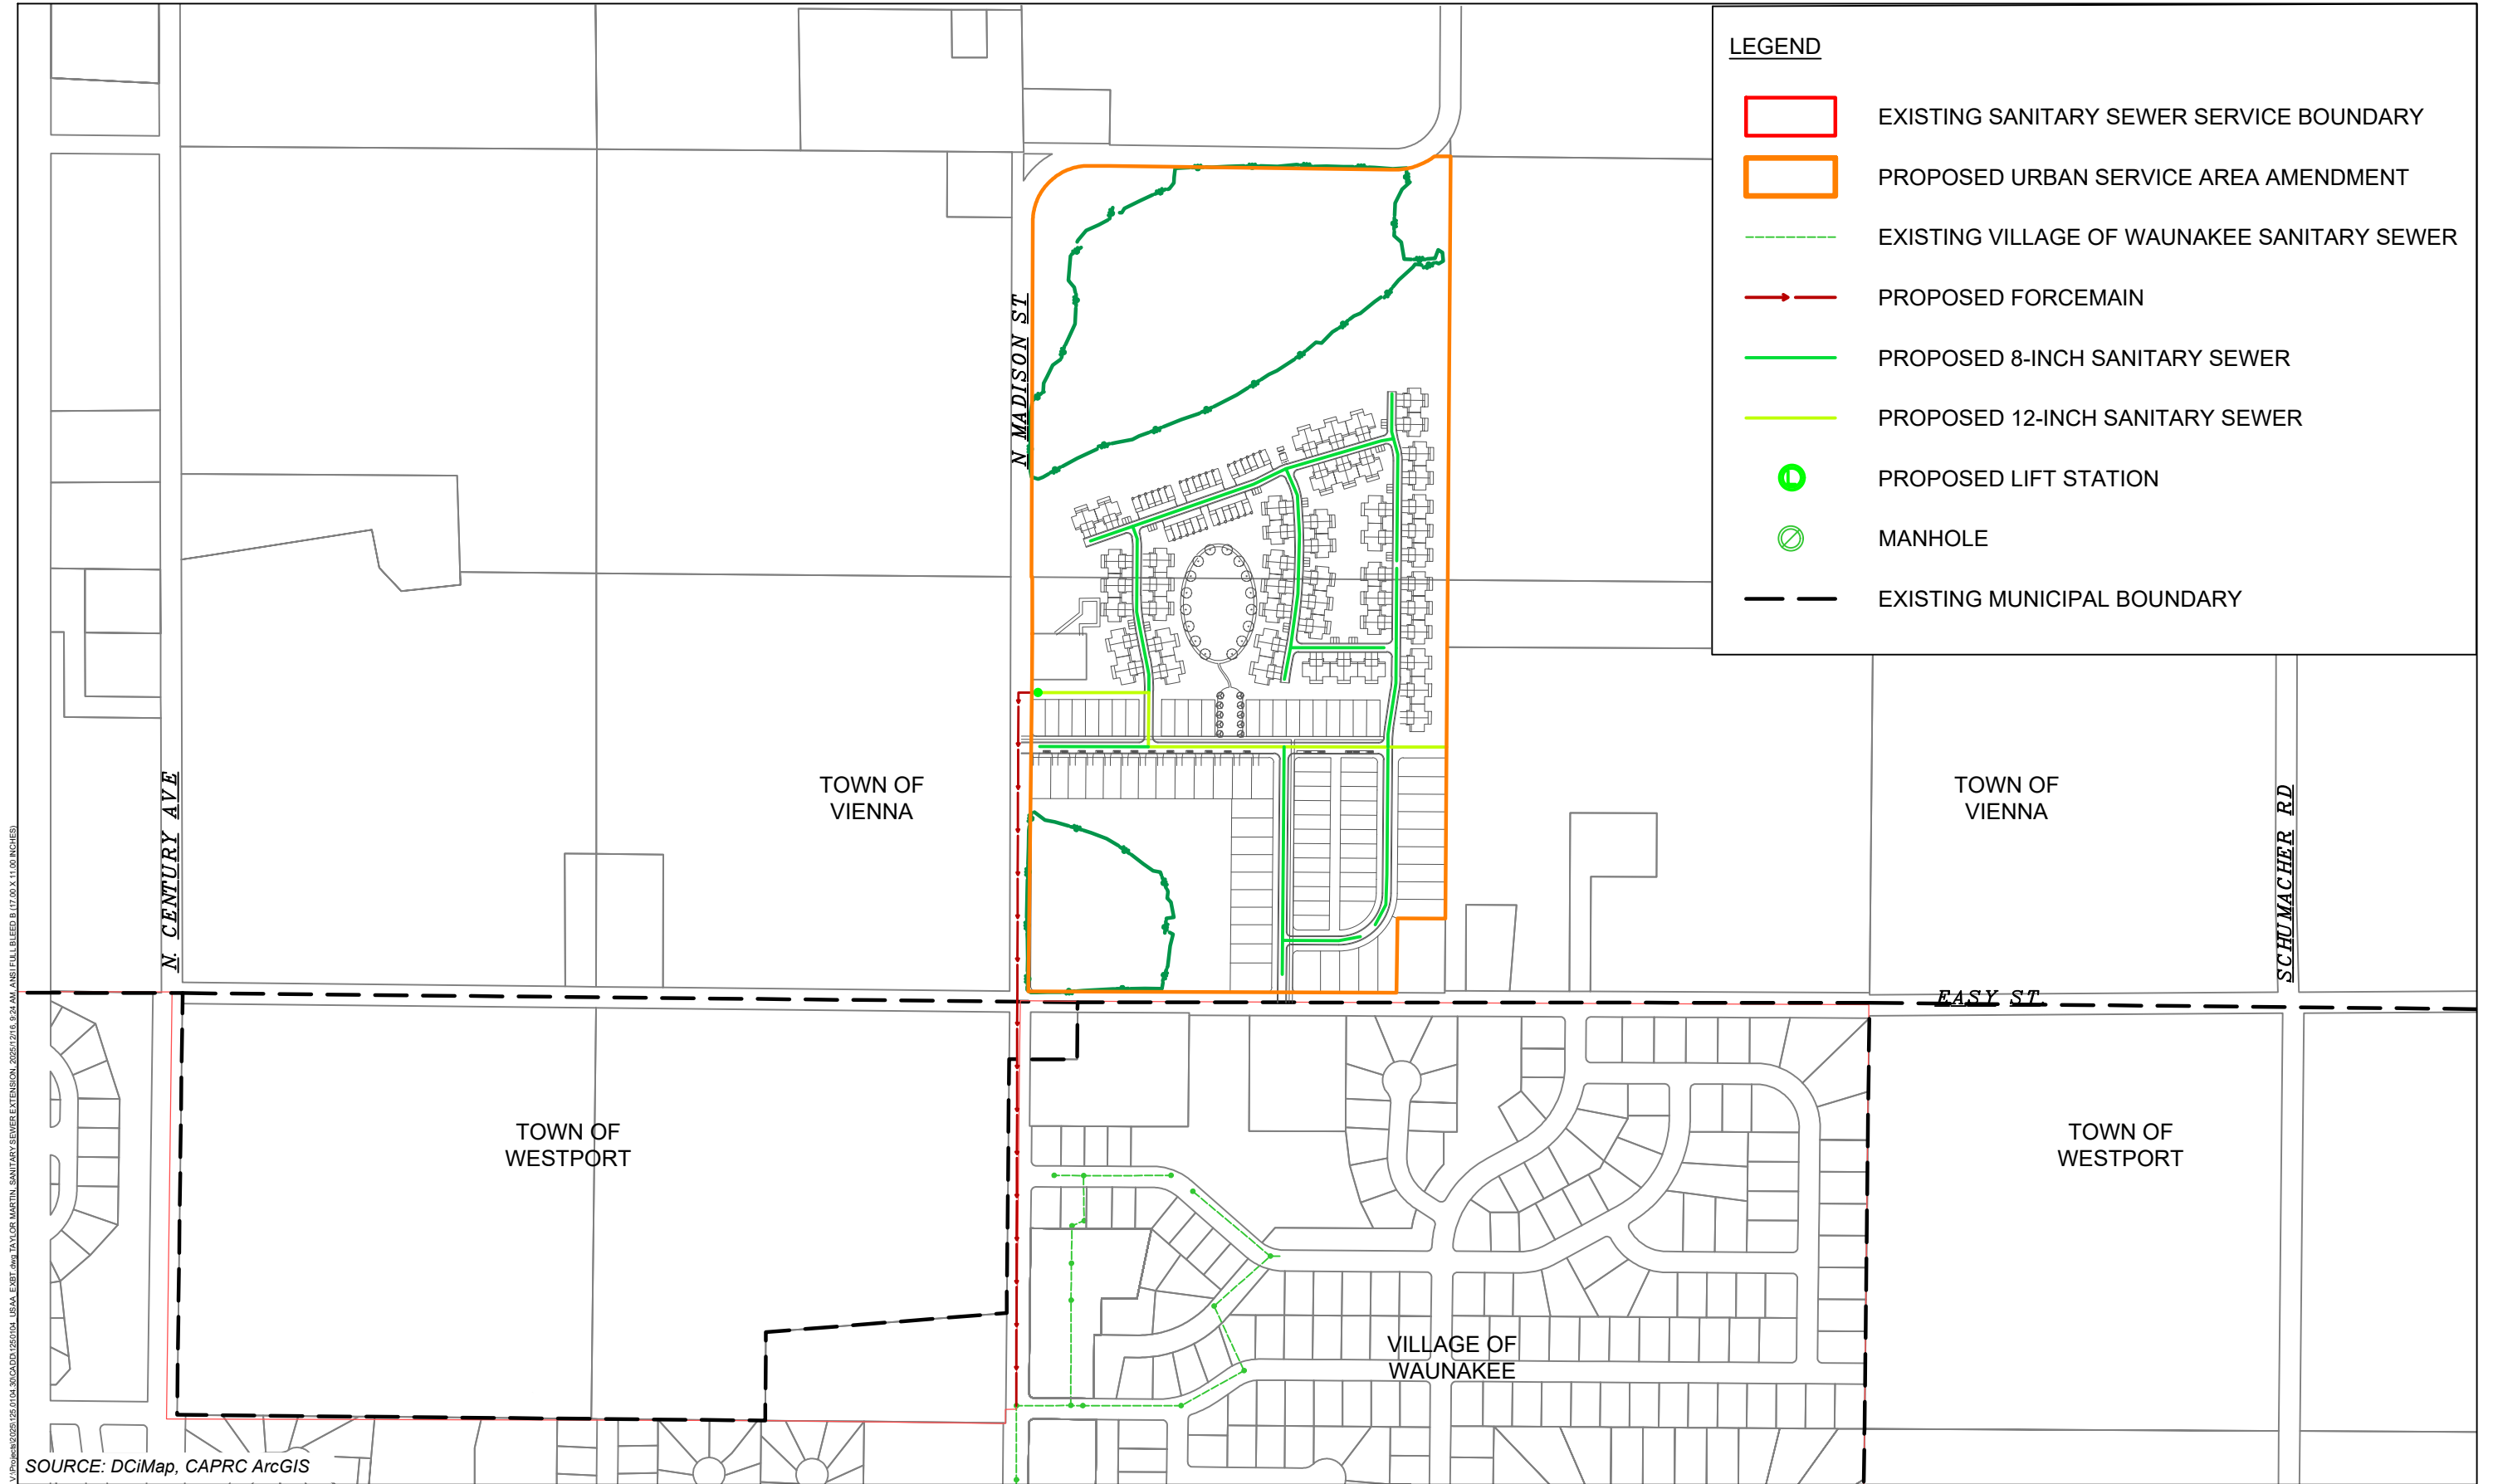 LEGEND
EXISTING SANITARY SEWER SERVICE BOUNDARY
PROPOSED URBAN SERVICE AREA AMENDMENT
EXISTING VILLAGE OF WAUNAKEE SANITARY SEWER
PROPOSED FORCEMAIN
PROPOSED 8-INCH SANITARY SEWER
PROPOSED 12-INCH SANITARY SEWER
PROPOSED LIFT STATION
MANHOLE
EXISTING MUNICIPAL BOUNDARY
N MADISON ST
N. CENTURY AVE
TOWN OF
VIENNA
TOWN OF
VIENNA
SCHUMACHER RD
EASY ST.
TOWN OF
WESTPORT
TOWN OF
WESTPORT
VILLAGE OF
WAUNAKEE
SOURCE: DCiMap, CAPRC ArcGIS